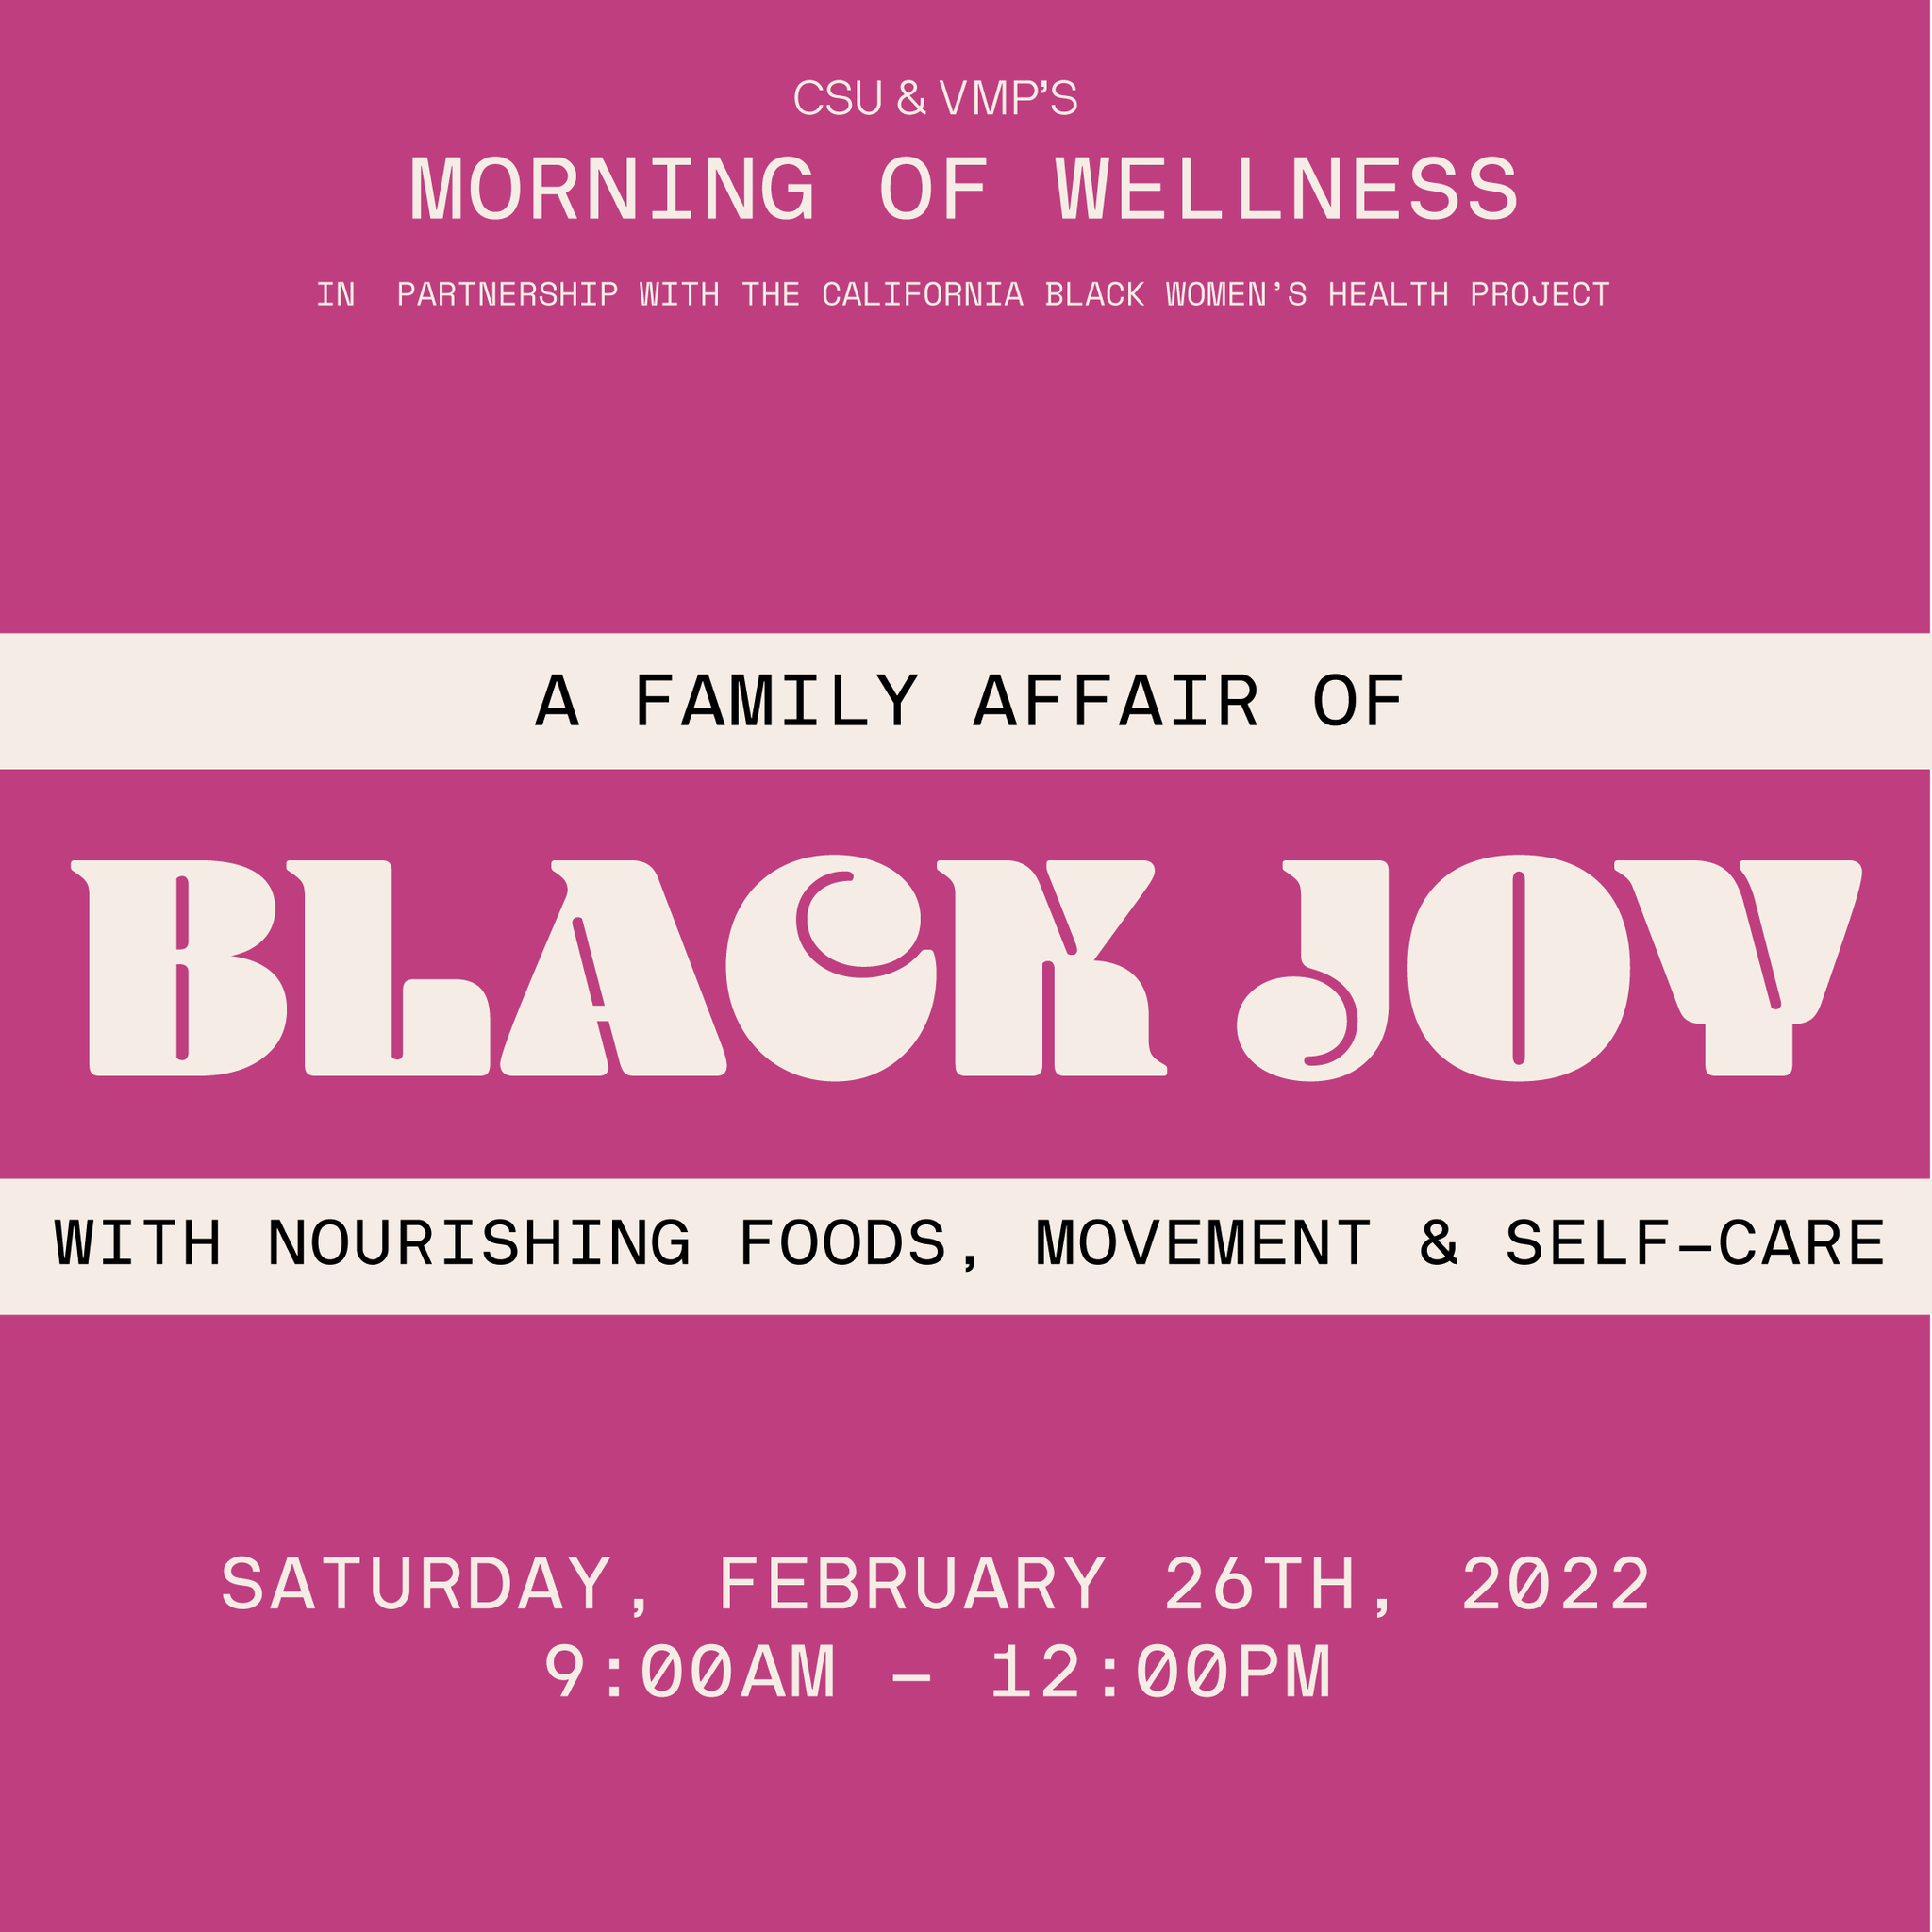 CSU & VMP'S
MORNING OF WELLNESS
IN PARTNERSHIP WITH THE CALIFORNIA BLACK WOMEN'S HEALTH PROJECT
A FAMILY AFFAIR OF
BLACK JOY
WITH NOURISHING FOODS, MOVEMENT & SELF-CARE
SATURDAY, FEBRUARY 26TH, 2022
9:00AM – 12:00PM